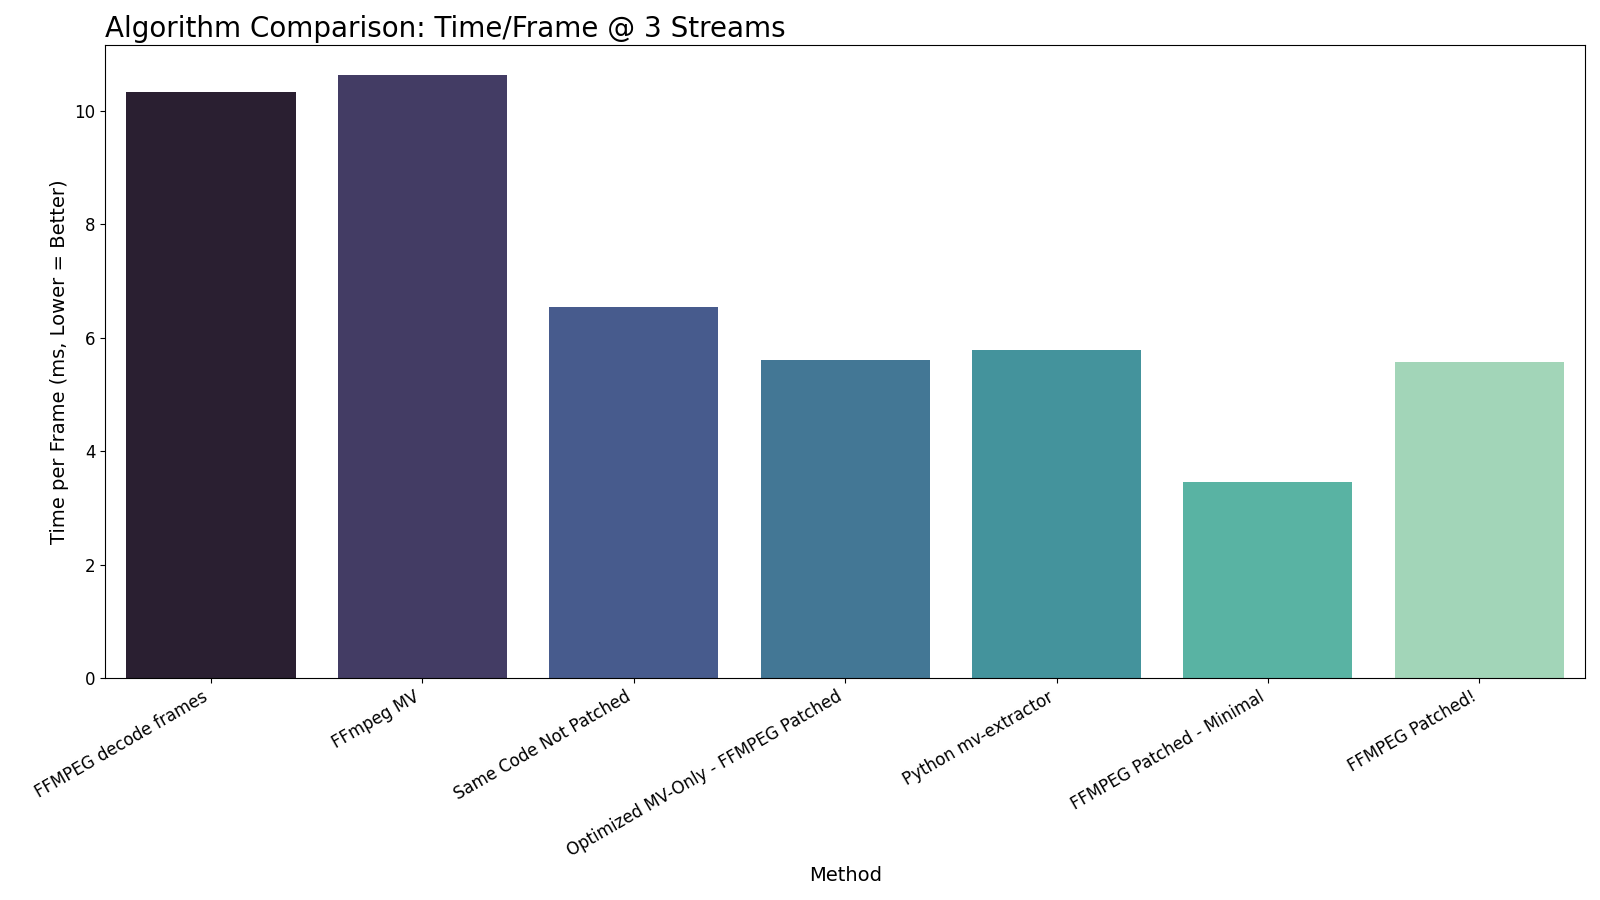 Algorithm Comparison: Time/Frame @ 3 Streams
Time per Frame (ms, Lower = Better)
10
8
6
4
2
0
FFMPEG decode frames
FFmpeg MV
Same Code Not Patched
Optimized MV-Only - FFMPEG Patched
Python mv-extractor
FFMPEG Patched - Minimal
FFMPEG Patched!
Method